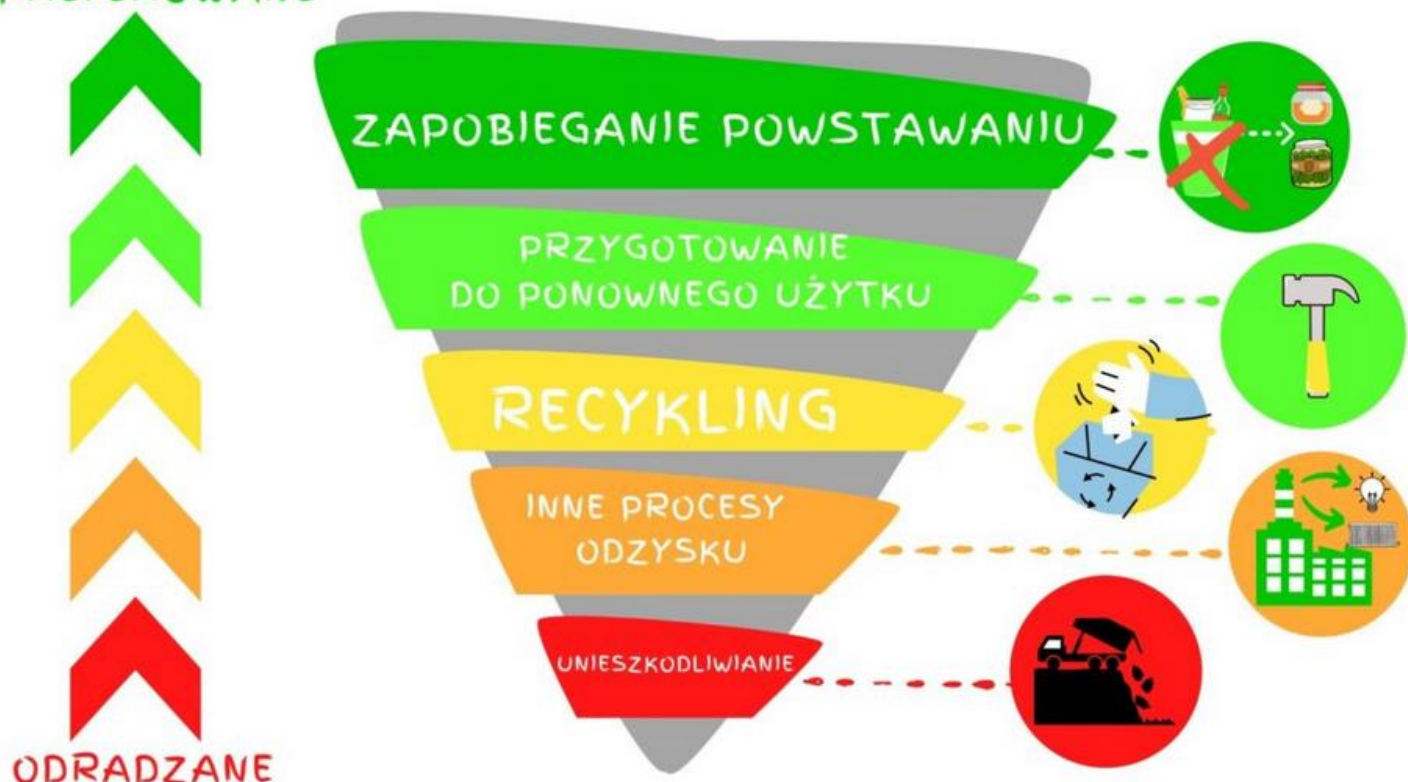 ZAPOBIEGANIE POWSTAWANIU
PRZYGOTOWANIE
DO PONOWNEGO UŻYTKU
RECYKLING
INNE PROCESY
ODZYSKU
UNIESZKODLIWIANIE
ODRADZANE